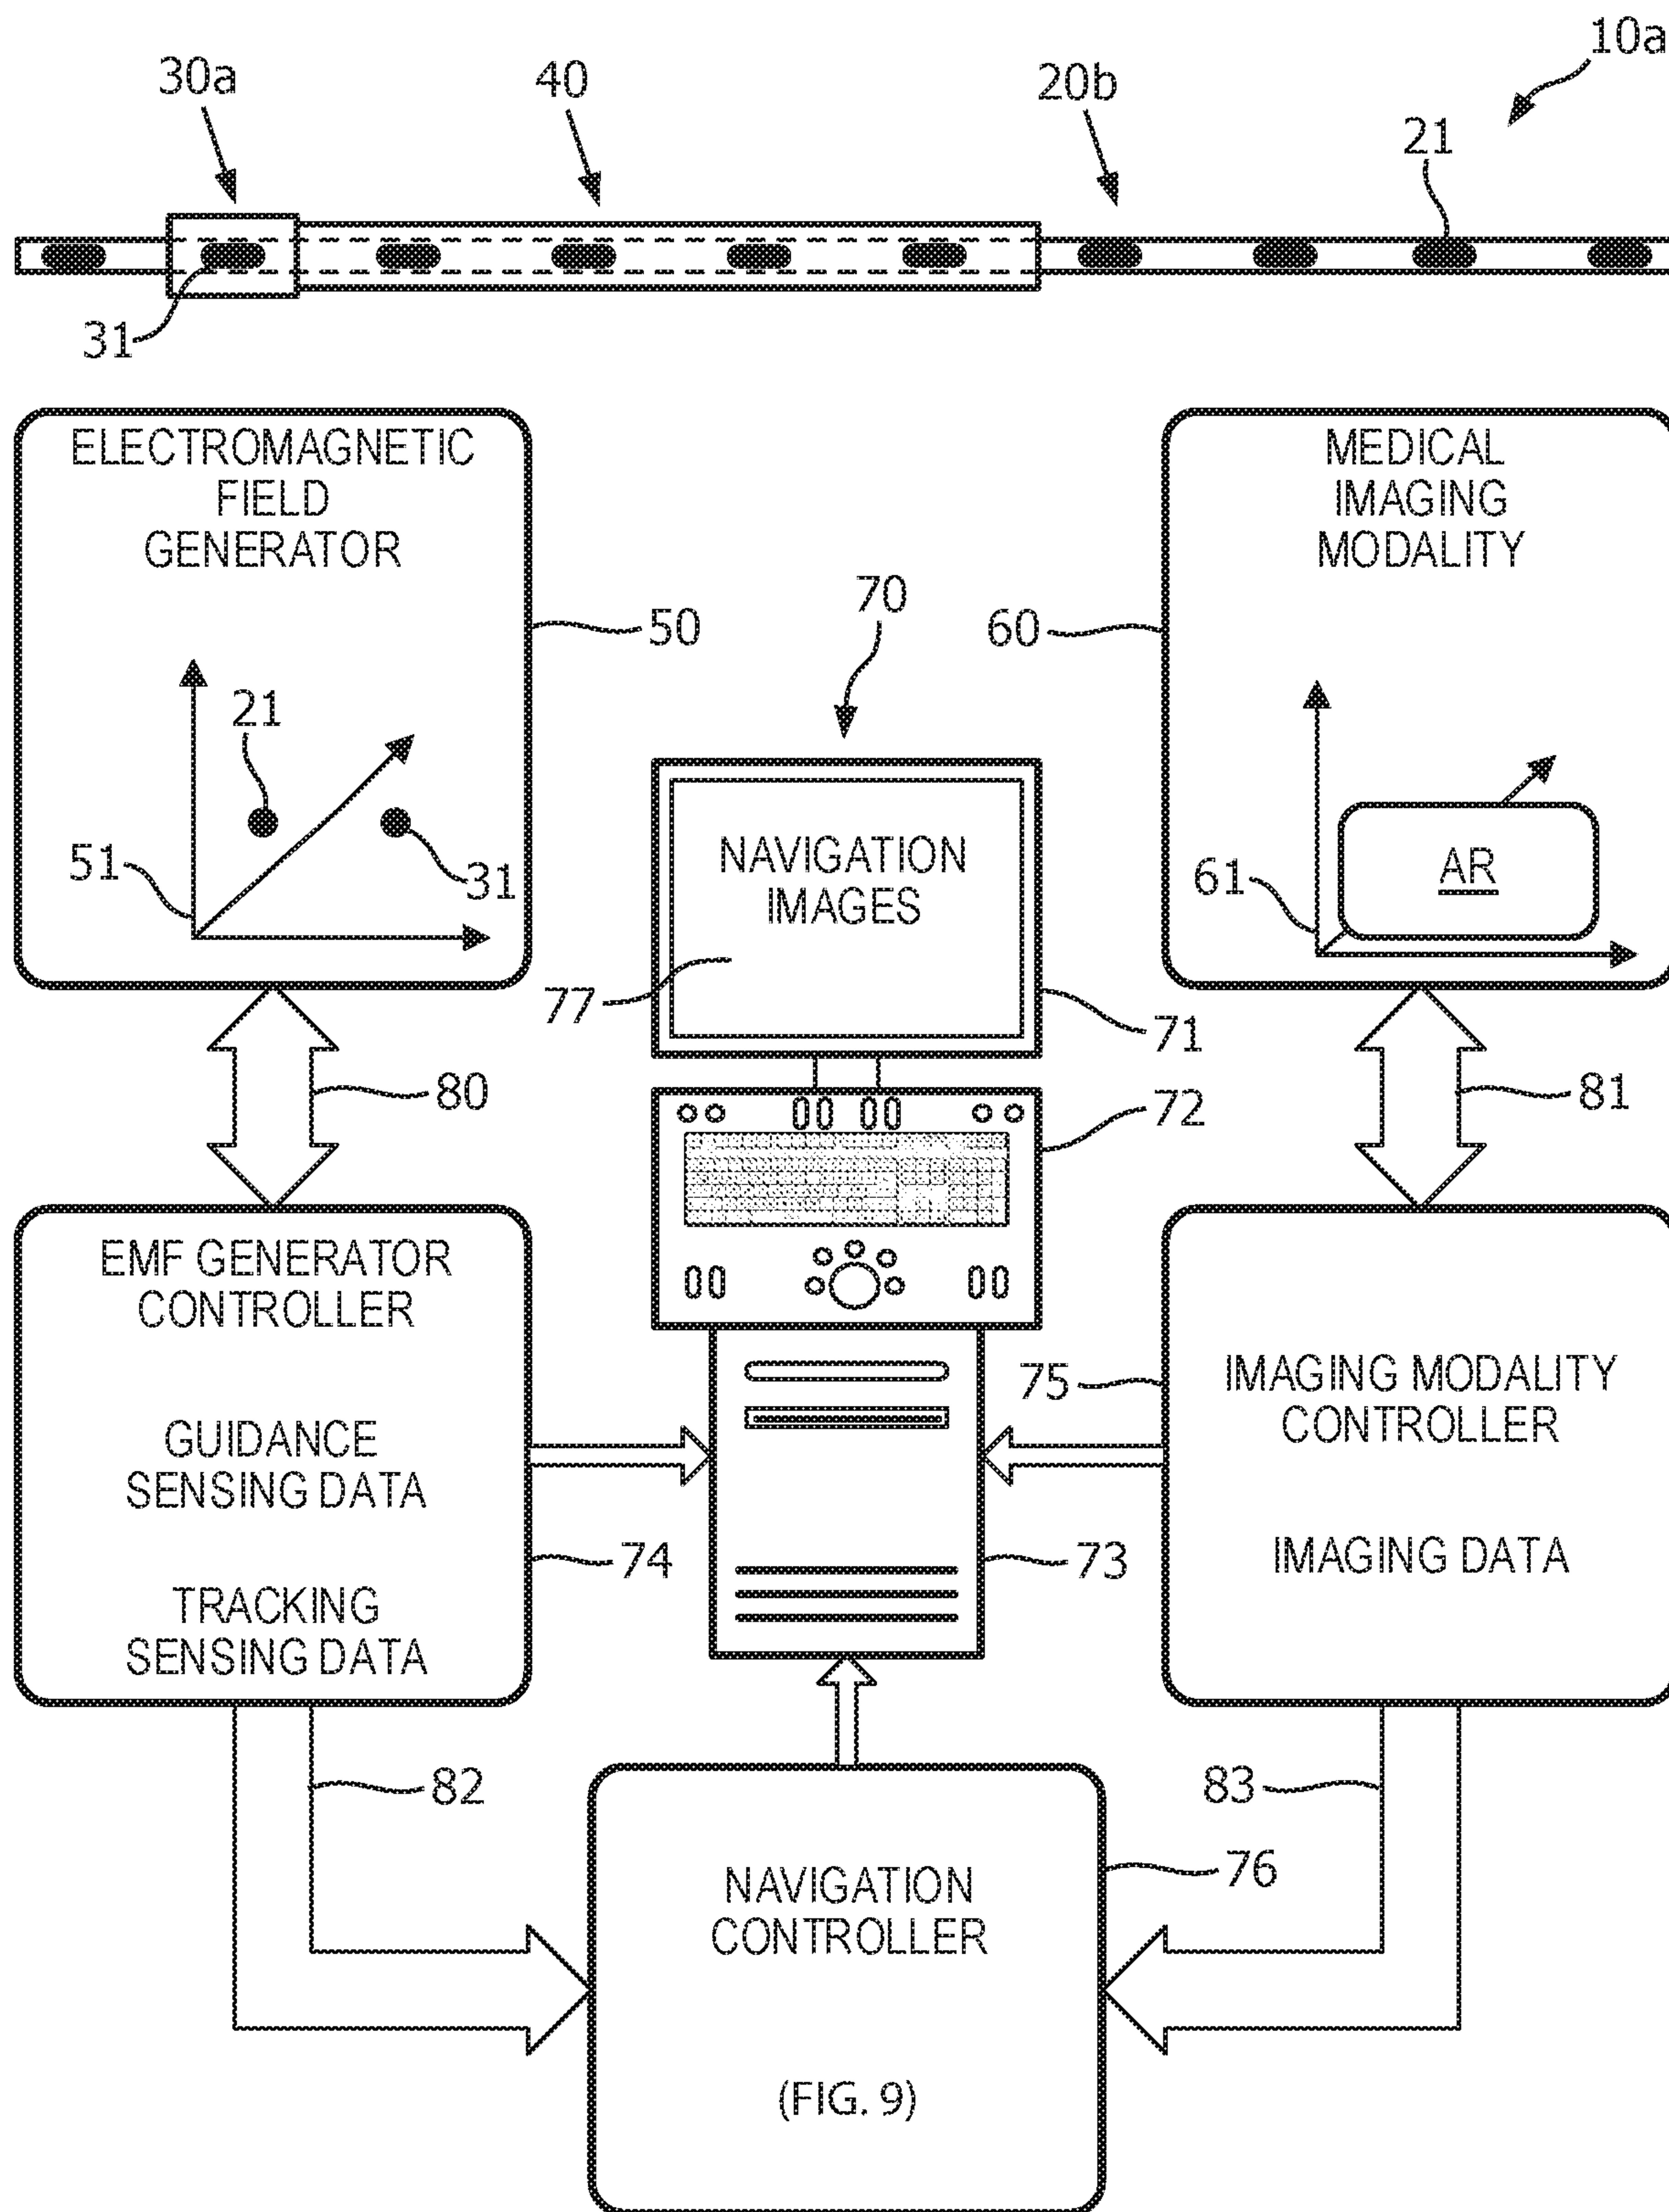 10a
30a
40
20b
21
31
ELECTROMAGNETIC
FIELD
GENERATOR
50
21
51
31
MEDICAL
IMAGING
MODALITY
60
61
AR
70
NAVIGATION
IMAGES
77
71
72
80
81
EMF GENERATOR
CONTROLLER
GUIDANCE
SENSING DATA
TRACKING
SENSING DATA
74
73
75
IMAGING MODALITY
CONTROLLER
IMAGING DATA
82
83
NAVIGATION
CONTROLLER
(FIG. 9)
76